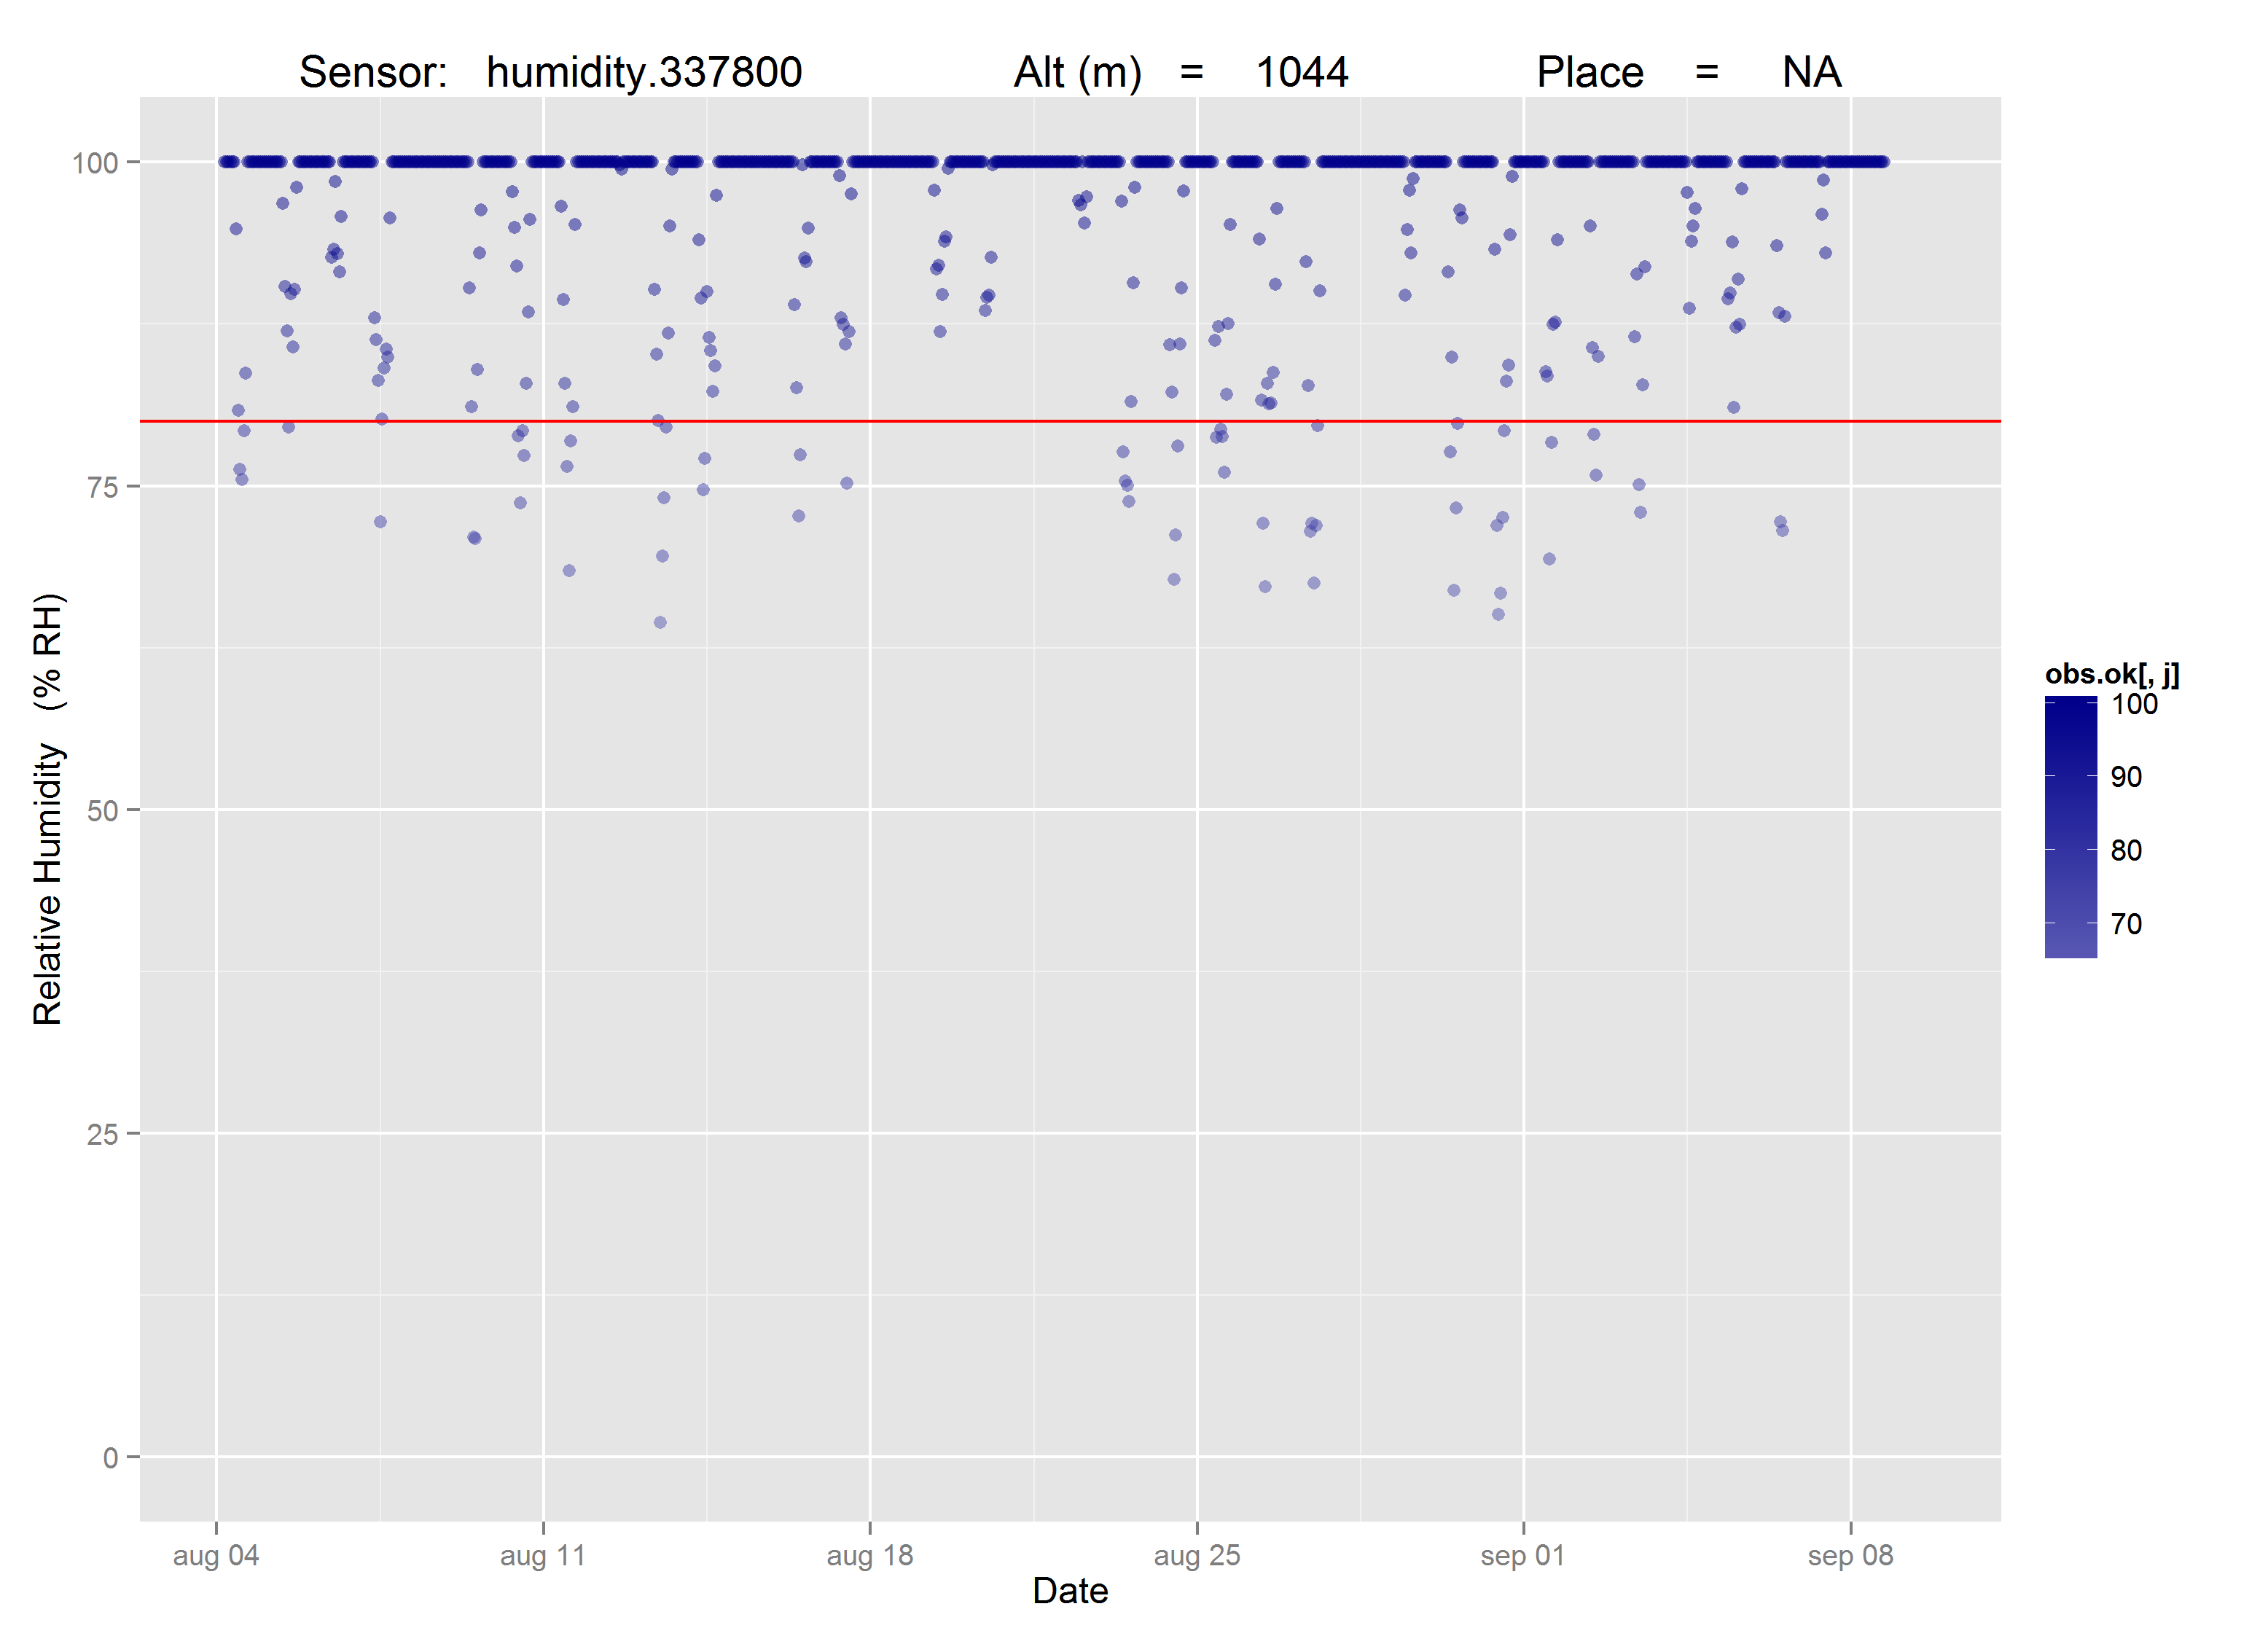 Sensor: humidity.337800 Alt (m) = 1044 Place = NA
100
75
50
25
0
Relative Humidity (% RH)
aug 04 aug 11 aug 18 aug 25 sep 01 sep 08
Date
obs.ok[, j]
100
90
80
70